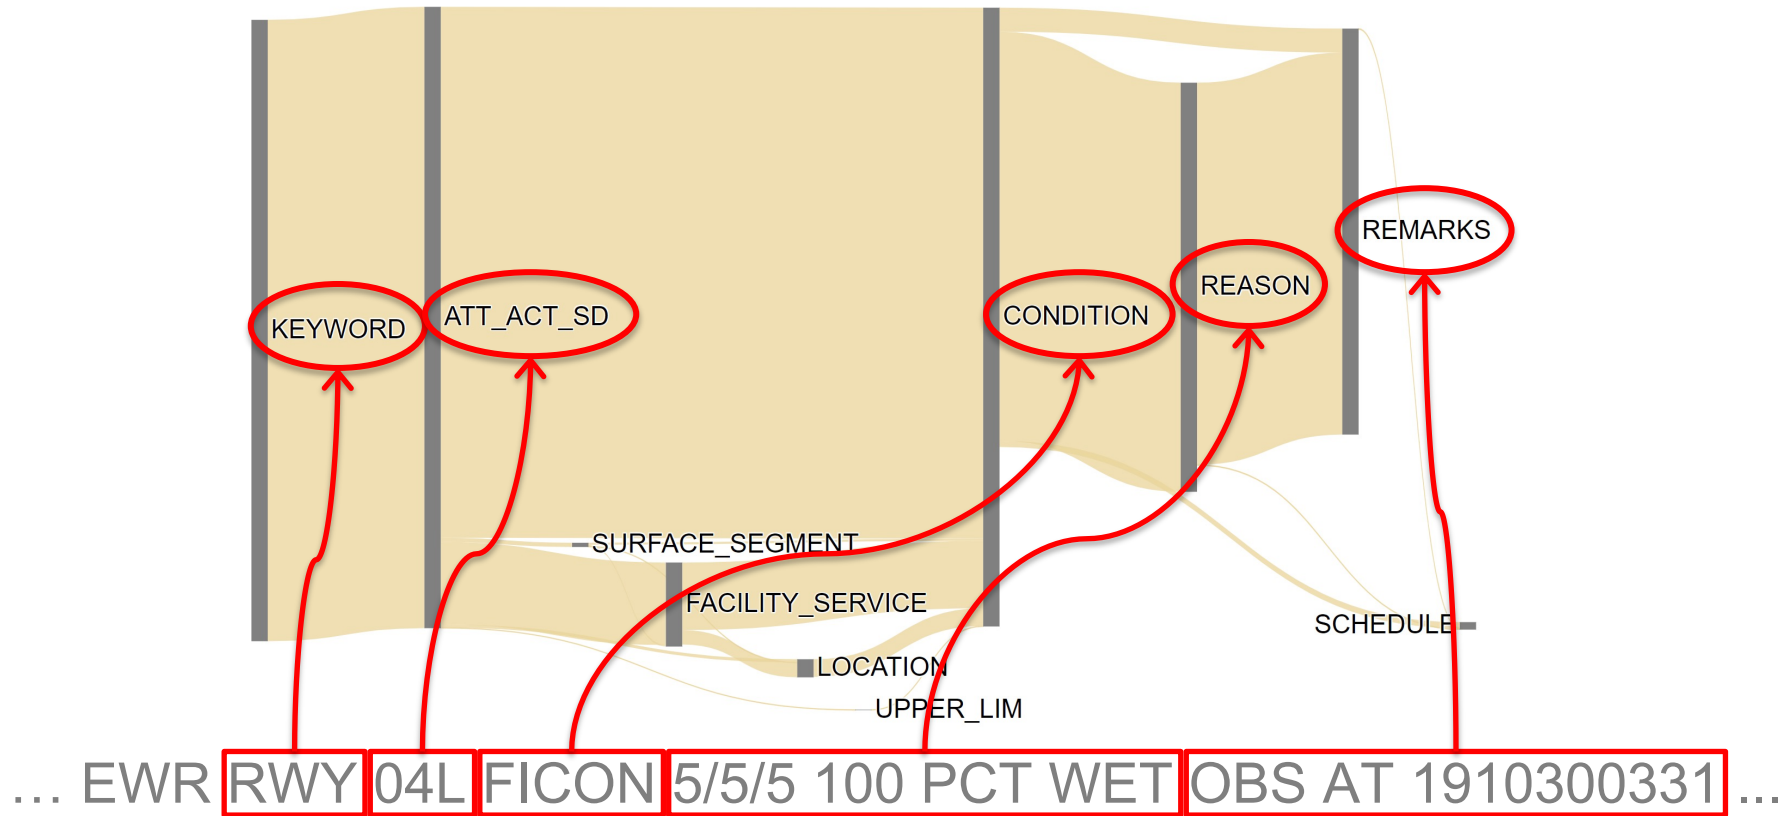 REMARKS
REASON
KEYWORD
ATT_ACT_SD
CONDITION
SURFACE_SEGMENT
FACILITY_SERVICE
SCHEDULE
LOCATION
UPPER_LIM
... EWR RWY 04L FICON 5/5/5 100 PCT WET OBS AT 1910300331 ...